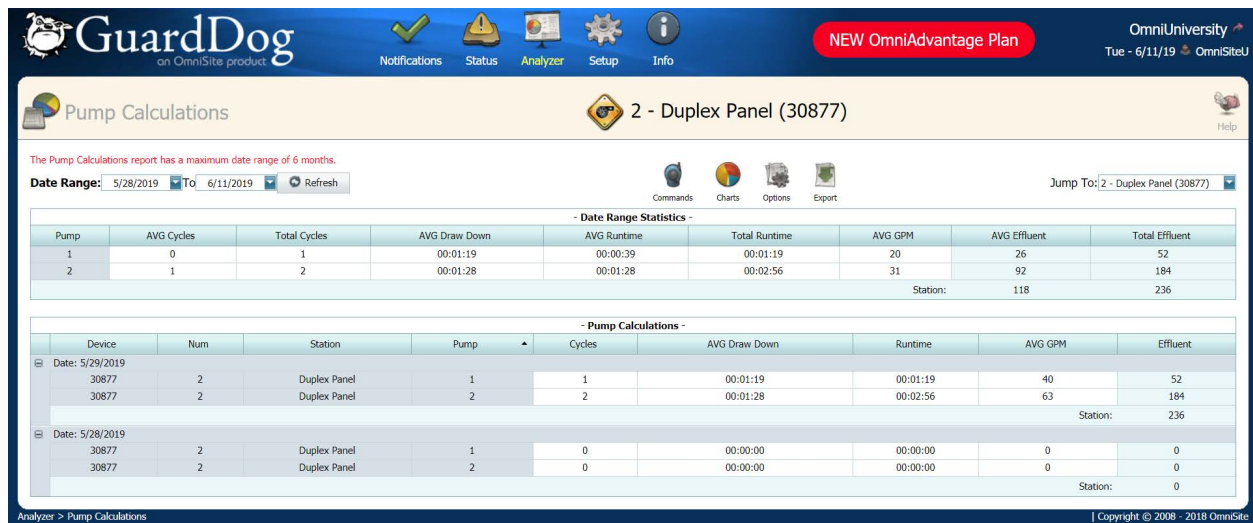 GuardDog
an OmniSite product
Notifications Status Analyzer Setup Info
NEW OmniAdvantage Plan
OmniUniversity
Tue - 6/11/19 OmniSiteU
Pump Calculations
2 - Duplex Panel (30877)
Help
The Pump Calculations report has a maximum date range of 6 months.
Date Range: 5/28/2019 To 6/11/2019 Refresh
Commands Charts Options Export
Jump To: 2 - Duplex Panel (30877)
- Date Range Statistics -
Pump AVG Cycles Total Cycles AVG Draw Down AVG Runtime Total Runtime AVG GPM AVG Effluent Total Effluent
1 0 1 00:01:19 00:00:39 00:01:19 20 26 52
2 1 2 00:01:28 00:01:28 00:02:56 31 92 184
Station: 118 236
- Pump Calculations -
Device Num Station Pump Cycles AVG Draw Down Runtime AVG GPM Effluent
Date: 5/29/2019
30877 2 Duplex Panel 1 1 00:01:19 00:01:19 40 52
30877 2 Duplex Panel 2 2 00:01:28 00:02:56 63 184
Station: 236
Date: 5/28/2019
30877 2 Duplex Panel 1 0 00:00:00 00:00:00 0 0
30877 2 Duplex Panel 2 0 00:00:00 00:00:00 0 0
Station: 0
Analyzer > Pump Calculations
| Copyright © 2008 - 2018 OmniSite